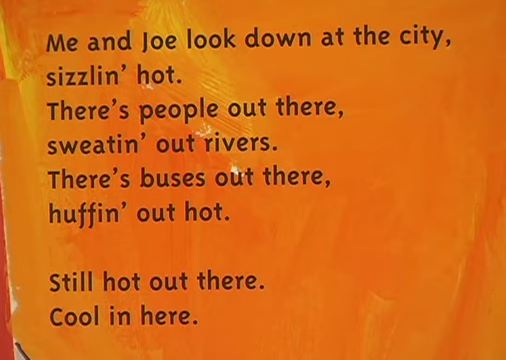 Me and Joe look down at the city,
sizzlin' hot.
There's people out there,
sweatin' out rivers.
There's buses out there,
huffin' out hot.
Still hot out there.
Cool in here.